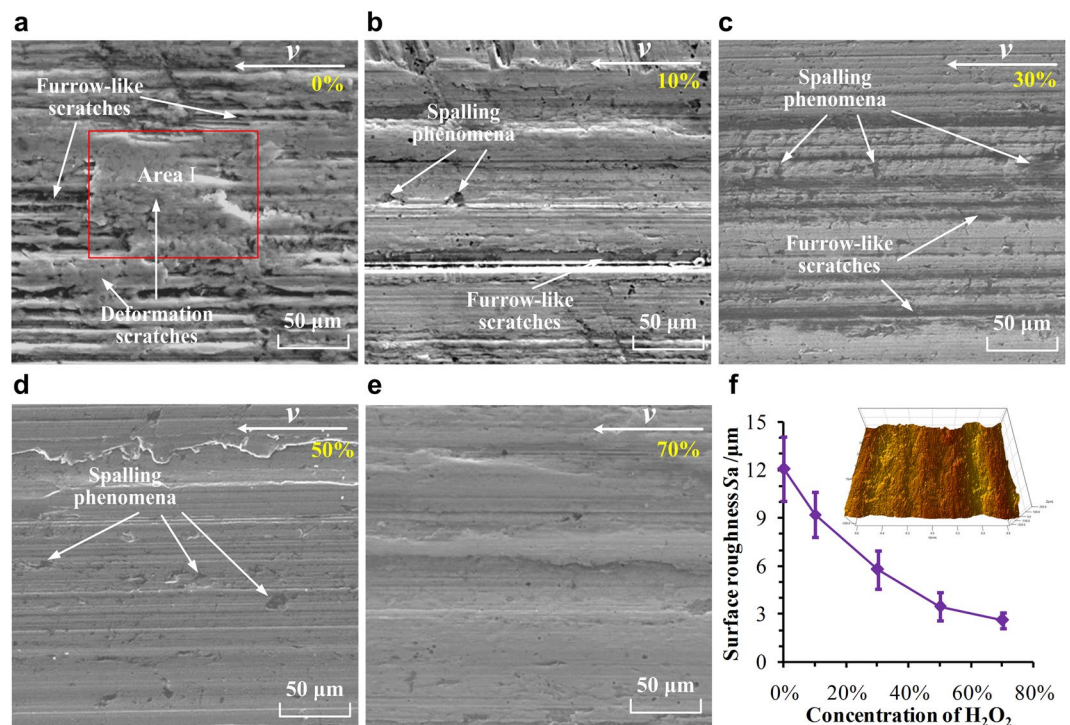 a
v
0%
Furrow-like
scratches
Area I
Deformation
scratches
50 μm
b
v
10%
Spalling
phenomena
Furrow-like
scratches
50 μm
c
v
30%
Spalling
phenomena
Furrow-like
scratches
50 μm
d
v
50%
Spalling
phenomena
50 μm
e
v
70%
50 μm
f
Surface roughness Sa /μm
15
12
9
6
3
0
0% 20% 40% 60% 80%
Concentration of H₂O₂